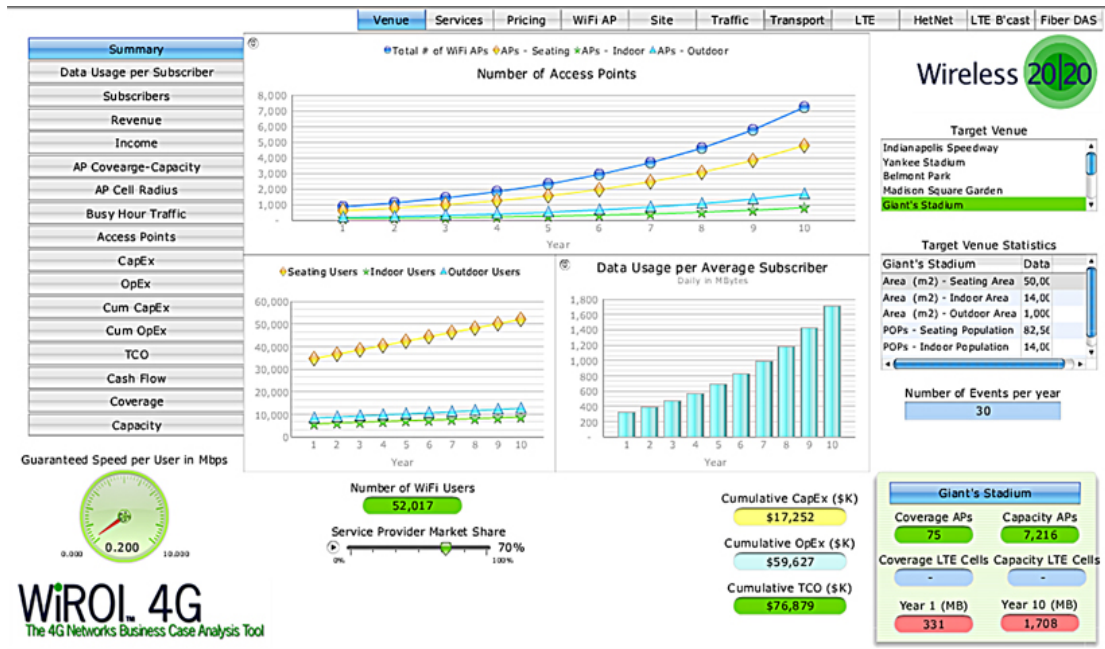 Venue Services Pricing WiFi AP Site Traffic Transport LTE HetNet LTE B'cast Fiber DAS
Summary
Data Usage per Subscriber
Subscribers
Revenue
Income
AP Covearge-Capacity
AP Cell Radius
Busy Hour Traffic
Access Points
CapEx
OpEx
Cum CapEx
Cum OpEx
TCO
Cash Flow
Coverage
Capacity
Total # of WiFi APs APs - Seating APs - Indoor APs - Outdoor
Number of Access Points
8,000
7,000
6,000
5,000
4,000
3,000
2,000
1,000
-
1 2 3 4 5 6 7 8 9 10
Year
Seating Users Indoor Users Outdoor Users
60,000
50,000
40,000
30,000
20,000
10,000
0
1 2 3 4 5 6 7 8 9 10
Year
Data Usage per Average Subscriber
Daily in MBytes
1,800
1,600
1,400
1,200
1,000
800
600
400
200
-
1 2 3 4 5 6 7 8 9 10
Year
Wireless 20|20
Target Venue
Indianapolis Speedway
Yankee Stadium
Belmont Park
Madison Square Garden
Giant's Stadium
Target Venue Statistics
Giant's Stadium Data
Area (m2) - Seating Area 50,0
Area (m2) - Indoor Area 14,0
Area (m2) - Outdoor Area 1,00
POPs - Seating Population 82,5
POPs - Indoor Population 14,0
Number of Events per year
30
Guaranteed Speed per User in Mbps
0.000 0.200 10.000
Number of WiFi Users
52,017
Service Provider Market Share
70%
0% 100%
Cumulative CapEx ($K)
$17,252
Cumulative OpEx ($K)
$59,627
Cumulative TCO ($K)
$76,879
Giant's Stadium
Coverage APs Capacity APs
75 7,216
Coverage LTE Cells Capacity LTE Cells
- -
Year 1 (MB) Year 10 (MB)
331 1,708
WiROI™ 4G
The 4G Networks Business Case Analysis Tool